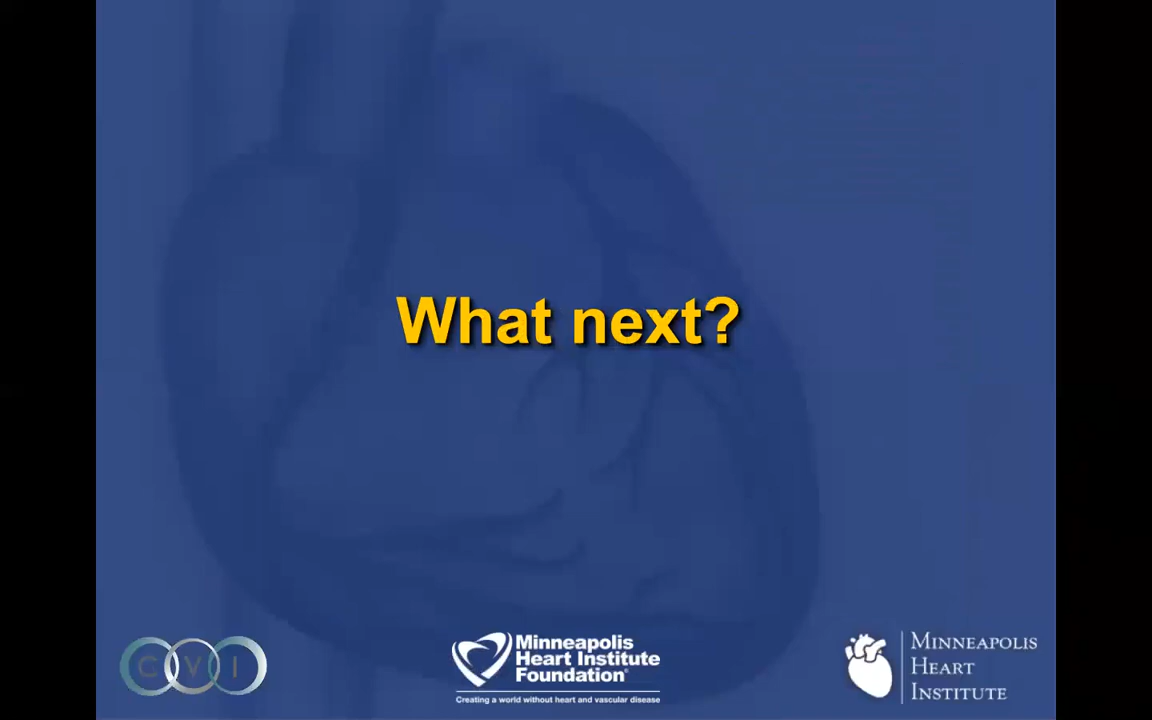 What next?
CVI
Minneapolis
Heart Institute
Foundation®
Creating a world without heart and vascular disease
MINNEAPOLIS
HEART
INSTITUTE